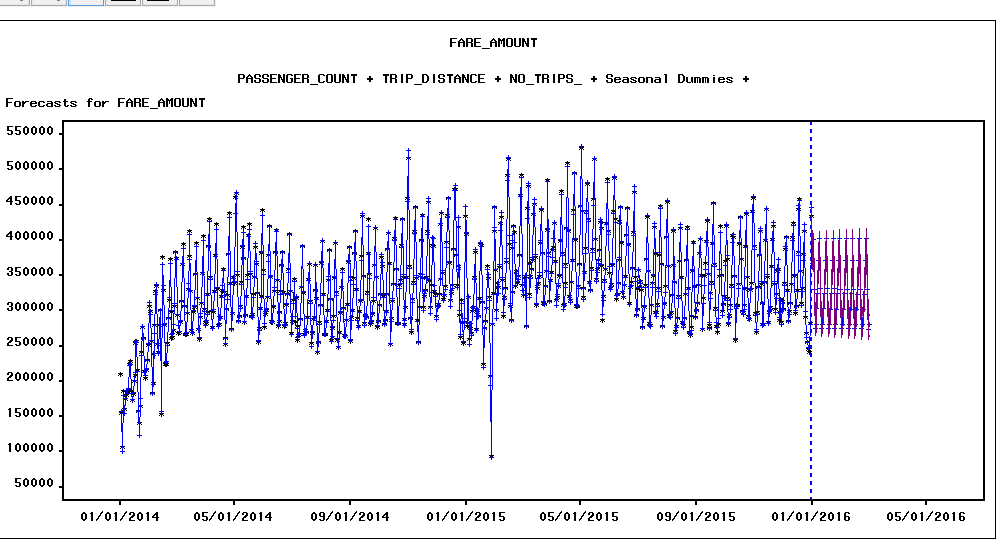 FARE_AMOUNT
PASSENGER_COUNT + TRIP_DISTANCE + NO_TRIPS_ + Seasonal Dummies +
Forecasts for FARE_AMOUNT
550000
500000
450000
400000
350000
300000
250000
200000
150000
100000
50000
01/01/2014 05/01/2014 09/01/2014 01/01/2015 05/01/2015 09/01/2015 01/01/2016 05/01/2016